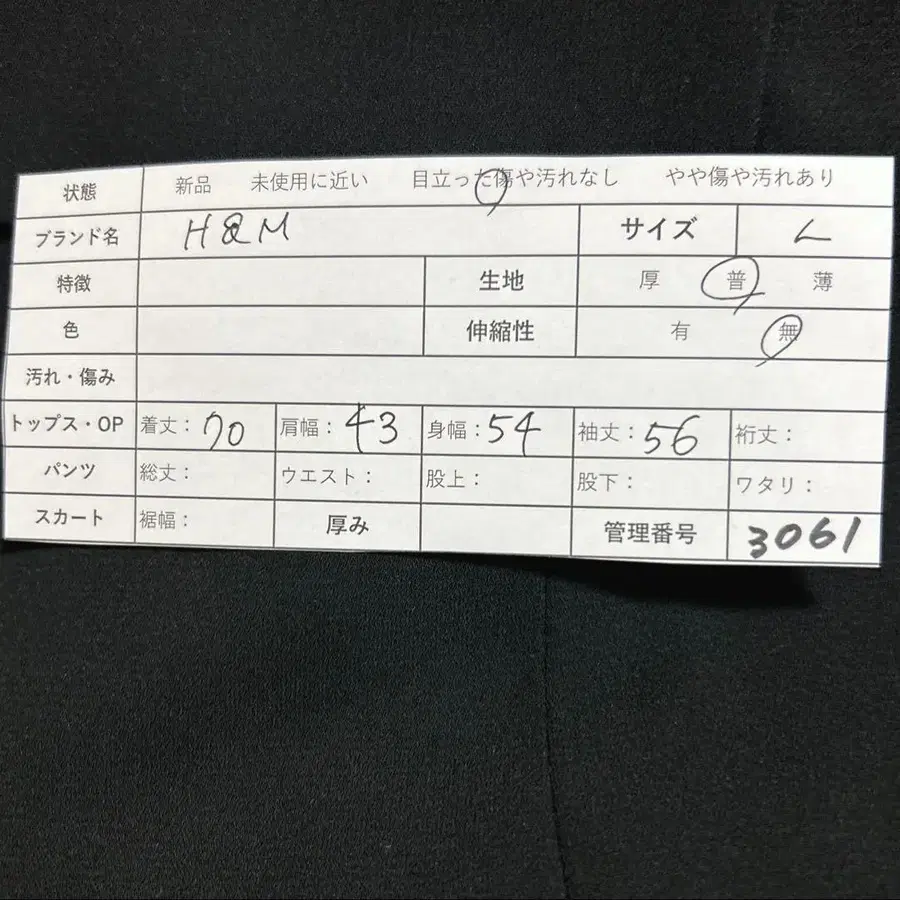 状態 新品 未使用に近い 目立った傷や汚れなし やや傷や汚れあり
ブランド名 H&M サイズ L
特徴 生地 厚 普 薄
色 伸縮性 有 無
汚れ・傷み
トップス・OP 着丈：70 肩幅：43 身幅：54 袖丈：56 裄丈：
パンツ 総丈： ウエスト： 股上： 股下： ワタリ：
スカート 裾幅： 厚み 管理番号 3061